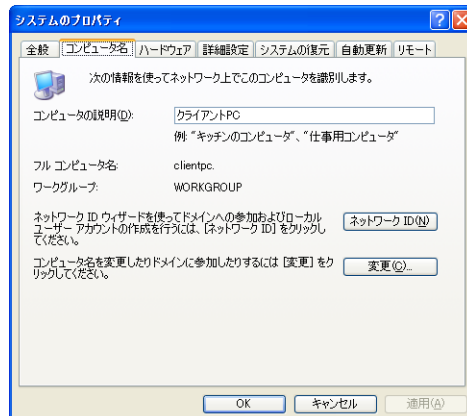 システムのプロパティ
全般 コンピュータ名 ハードウェア 詳細設定 システムの復元 自動更新 リモート
次の情報を使ってネットワーク上でこのコンピュータを識別します。
コンピュータの説明(D): クライアントPC
例: "キッチンのコンピュータ"、"仕事用コンピュータ"
フル コンピュータ名: clientpc.
ワークグループ: WORKGROUP
ネットワーク ID ウィザードを使ってドメインへの参加およびローカル
ユーザー アカウントの作成を行うには、[ネットワーク ID] をクリックし
てください。
ネットワーク ID(N)
コンピュータ名を変更したりドメインに参加したりするには [変更] をク
リックしてください。
変更(C)...
OK キャンセル 適用(A)